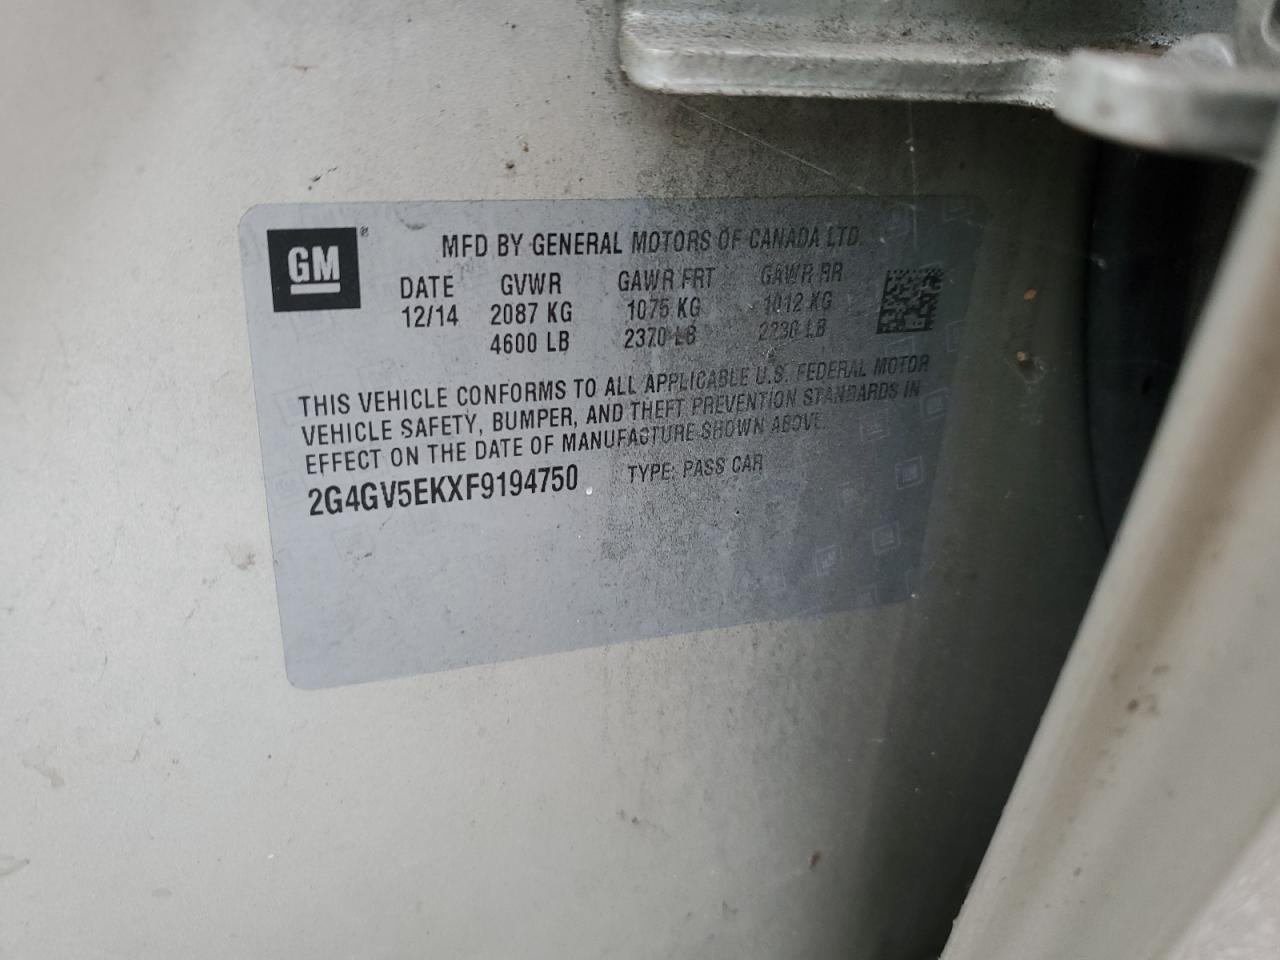 GM®
MFD BY GENERAL MOTORS OF CANADA LTD.
DATE GVWR GAWR FRT GAWR RR
12/14 2087 KG 1075 KG 1012 KG
4600 LB 2370 LB 2230 LB
THIS VEHICLE CONFORMS TO ALL APPLICABLE U.S. FEDERAL MOTOR
VEHICLE SAFETY, BUMPER, AND THEFT PREVENTION STANDARDS IN
EFFECT ON THE DATE OF MANUFACTURE SHOWN ABOVE.
2G4GV5EKXF9194750 TYPE: PASS CAR